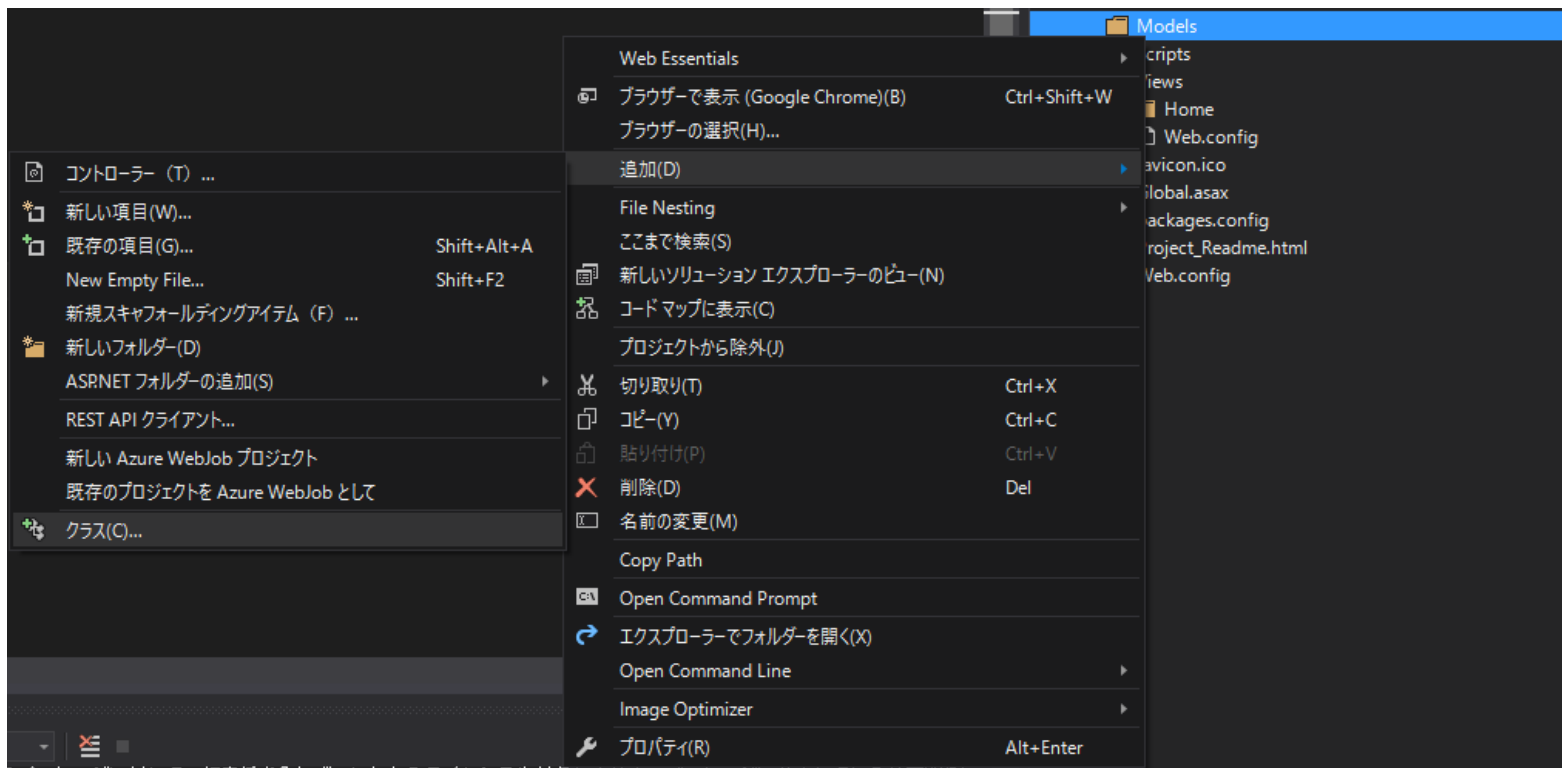 Models
cripts
iews
Home
Web.config
avicon.ico
lobal.asax
ackages.config
roject_Readme.html
Veb.config
Web Essentials
ブラウザーで表示 (Google Chrome)(B) Ctrl+Shift+W
ブラウザーの選択(H)...
追加(D)
File Nesting
ここまで検索(S)
新しいソリューション エクスプローラーのビュー(N)
コード マップに表示(C)
プロジェクトから除外(J)
切り取り(T) Ctrl+X
コピー(Y) Ctrl+C
貼り付け(P) Ctrl+V
削除(D) Del
名前の変更(M)
Copy Path
Open Command Prompt
エクスプローラーでフォルダーを開く(X)
Open Command Line
Image Optimizer
プロパティ(R) Alt+Enter
コントローラー（T）...
新しい項目(W)...
既存の項目(G)... Shift+Alt+A
New Empty File... Shift+F2
新規スキャフォールディングアイテム（F）...
新しいフォルダー(D)
ASP.NET フォルダーの追加(S)
REST API クライアント...
新しい Azure WebJob プロジェクト
既存のプロジェクトを Azure WebJob として
クラス(C)...